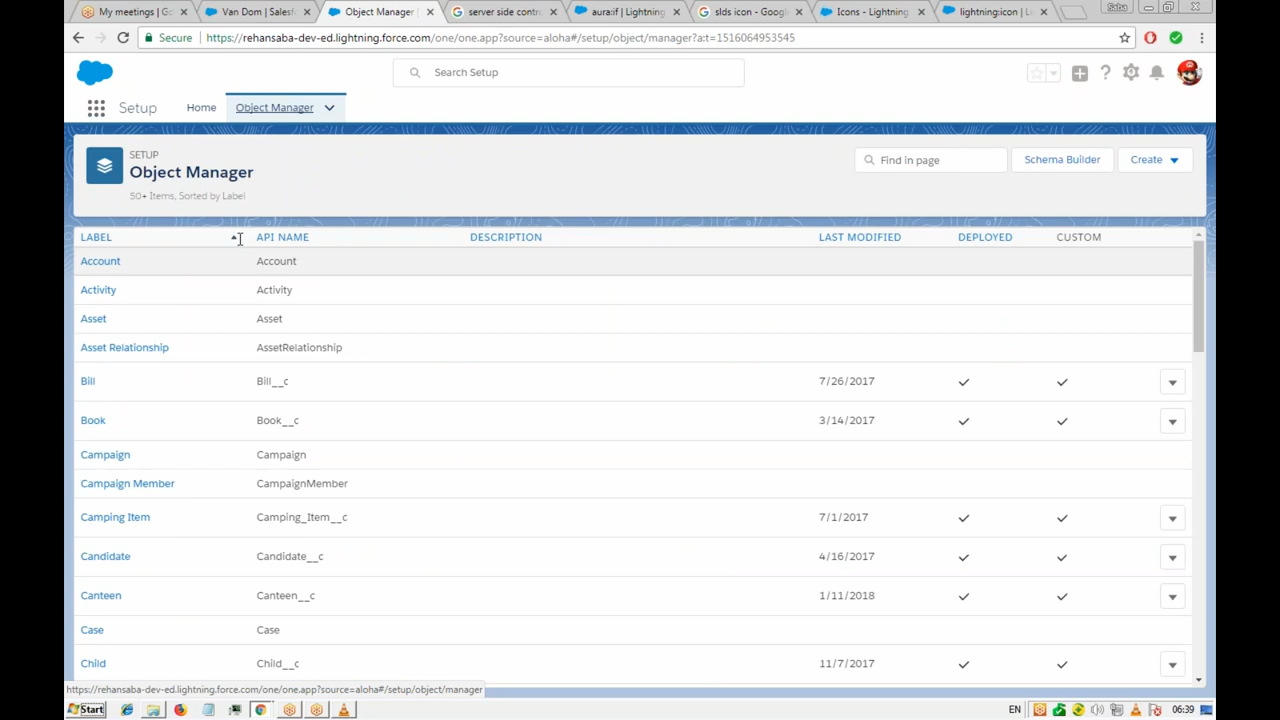 My meetings | Go
Van Dom | Salesf
Object Manager |
server side contr
aura:if | Lightning
slds icon - Googl
Icons - Lightning
lightning:icon | Li
Saba
Secure
https://rehansaba-dev-ed.lightning.force.com/one/one.app?source=aloha#/setup/object/manager?a:t=1516064953545
Search Setup
Setup
Home
Object Manager
SETUP
Object Manager
50+ Items, Sorted by Label
Find in page
Schema Builder
Create
LABEL API NAME DESCRIPTION LAST MODIFIED DEPLOYED CUSTOM
Account Account
Activity Activity
Asset Asset
Asset Relationship AssetRelationship
Bill Bill__c 7/26/2017
Book Book__c 3/14/2017
Campaign Campaign
Campaign Member CampaignMember
Camping Item Camping_Item__c 7/1/2017
Candidate Candidate__c 4/16/2017
Canteen Canteen__c 1/11/2018
Case Case
Child Child__c 11/7/2017
https://rehansaba-dev-ed.lightning.force.com/one/one.app?source=aloha#/setup/object/manager
Start
EN
06:39